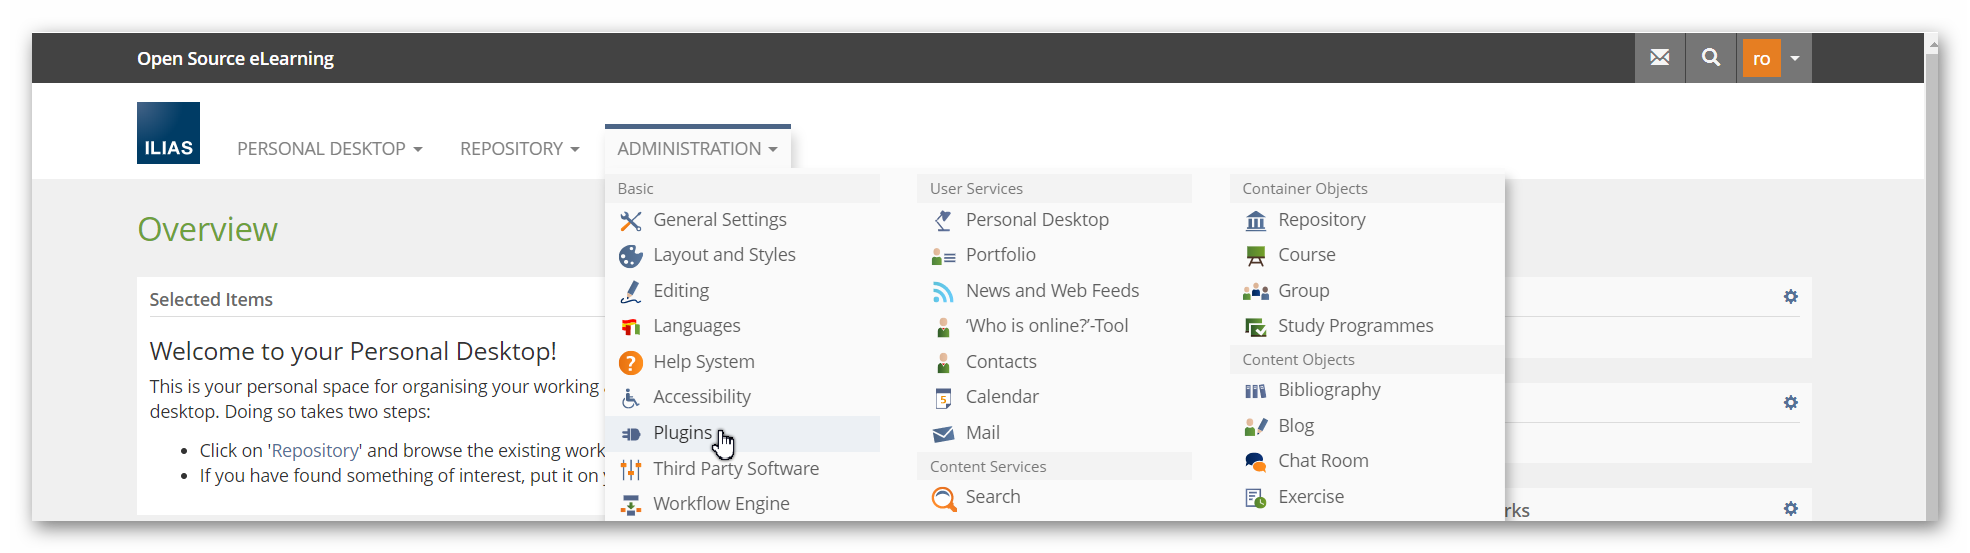 Open Source eLearning
ro
ILIAS
PERSONAL DESKTOP
REPOSITORY
ADMINISTRATION
Overview
Selected Items
Welcome to your Personal Desktop!
This is your personal space for organising your working
desktop. Doing so takes two steps:
• Click on 'Repository' and browse the existing work
• If you have found something of interest, put it on
Basic
General Settings
Layout and Styles
Editing
Languages
Help System
Accessibility
Plugins
Third Party Software
Workflow Engine
User Services
Personal Desktop
Portfolio
News and Web Feeds
‘Who is online?’-Tool
Contacts
Calendar
Mail
Content Services
Search
Container Objects
Repository
Course
Group
Study Programmes
Content Objects
Bibliography
Blog
Chat Room
Exercise
rks